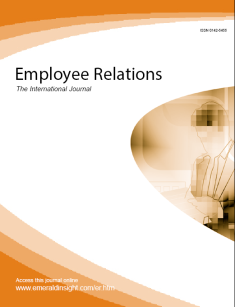 ISSN 0142-5455
Employee Relations
The International Journal
Access this journal online
www.emeraldinsight.com/er.htm